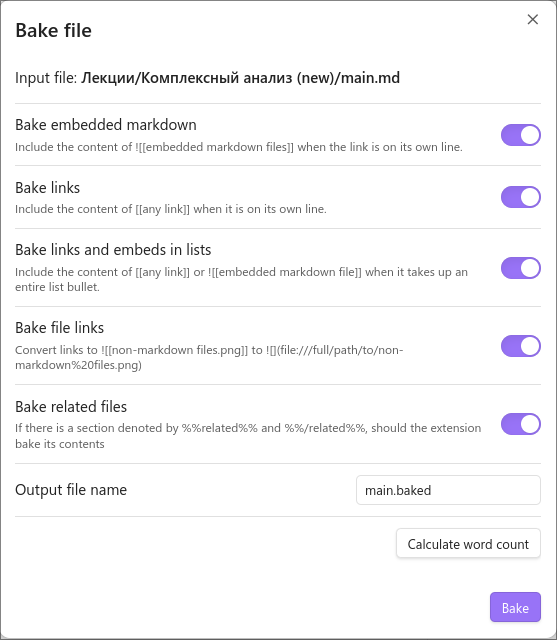 Bake file
Input file: Лекции/Комплексный анализ (new)/main.md
Bake embedded markdown
Include the content of ![[embedded markdown files]] when the link is on its own line.
Bake links
Include the content of [[any link]] when it is on its own line.
Bake links and embeds in lists
Include the content of [[any link]] or ![[embedded markdown file]] when it takes up an
entire list bullet.
Bake file links
Convert links to ![[non-markdown files.png]] to ![](file:///full/path/to/non-
markdown%20files.png)
Bake related files
If there is a section denoted by %%related%% and %%/related%%, should the extension
bake its contents
Output file name
main.baked
Calculate word count
Bake